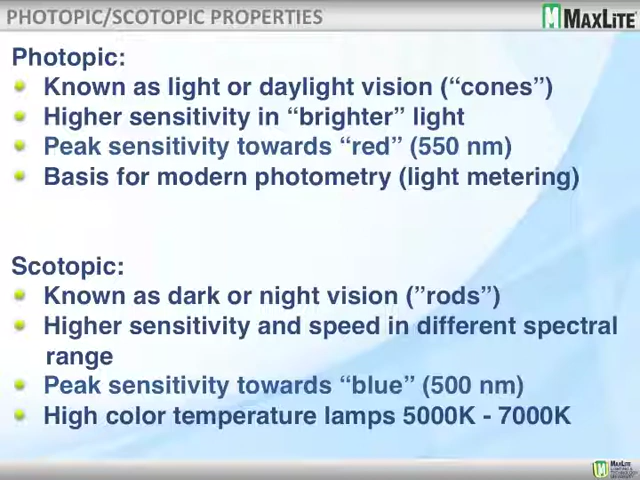 PHOTOPIC/SCOTOPIC PROPERTIES
MAXLITE
Photopic:
Known as light or daylight vision (“cones”)
Higher sensitivity in “brighter” light
Peak sensitivity towards “red” (550 nm)
Basis for modern photometry (light metering)
Scotopic:
Known as dark or night vision (”rods”)
Higher sensitivity and speed in different spectral
range
Peak sensitivity towards “blue” (500 nm)
High color temperature lamps 5000K - 7000K
MAXLITE